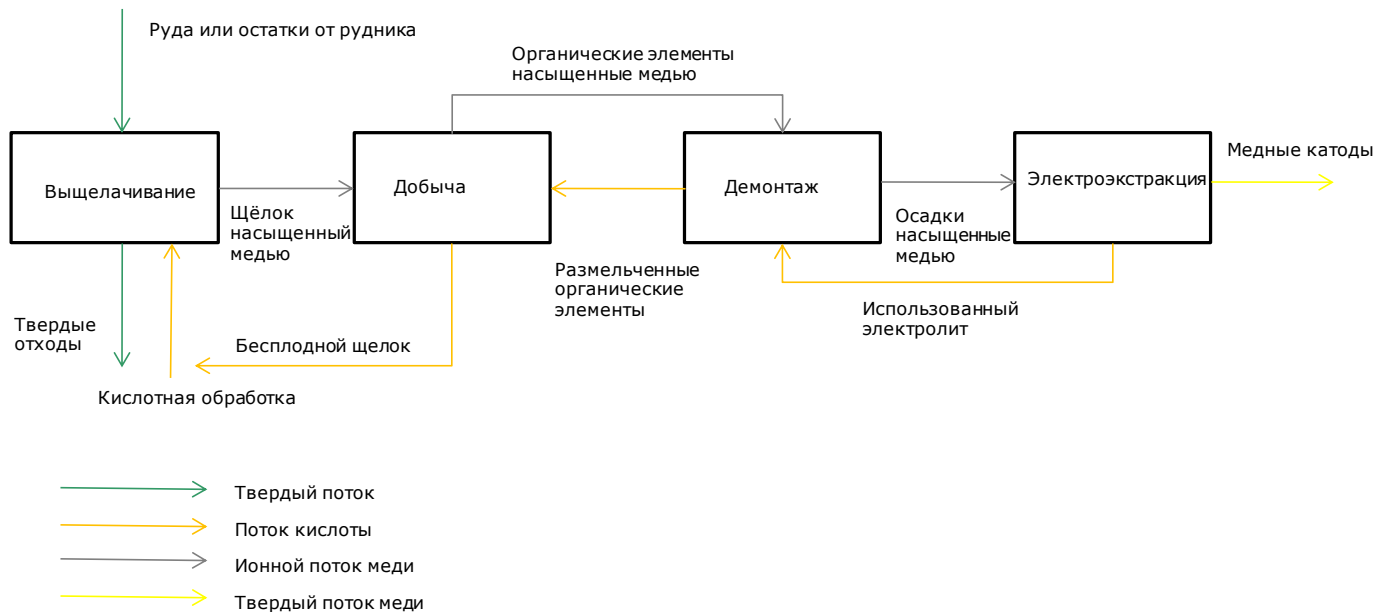 Руда или остатки от рудника
Органические элементы
насыщенные медью
Выщелачивание
Добыча
Демонтаж
Электроэкстракция
Медные катоды
Щёлок
насыщенный
медью
Осадки
насыщенные
медью
Размельченные
органические
элементы
Использованный
электролит
Твердые
отходы
Бесплодной щелок
Кислотная обработка
Твердый поток
Поток кислоты
Ионной поток меди
Твердый поток меди